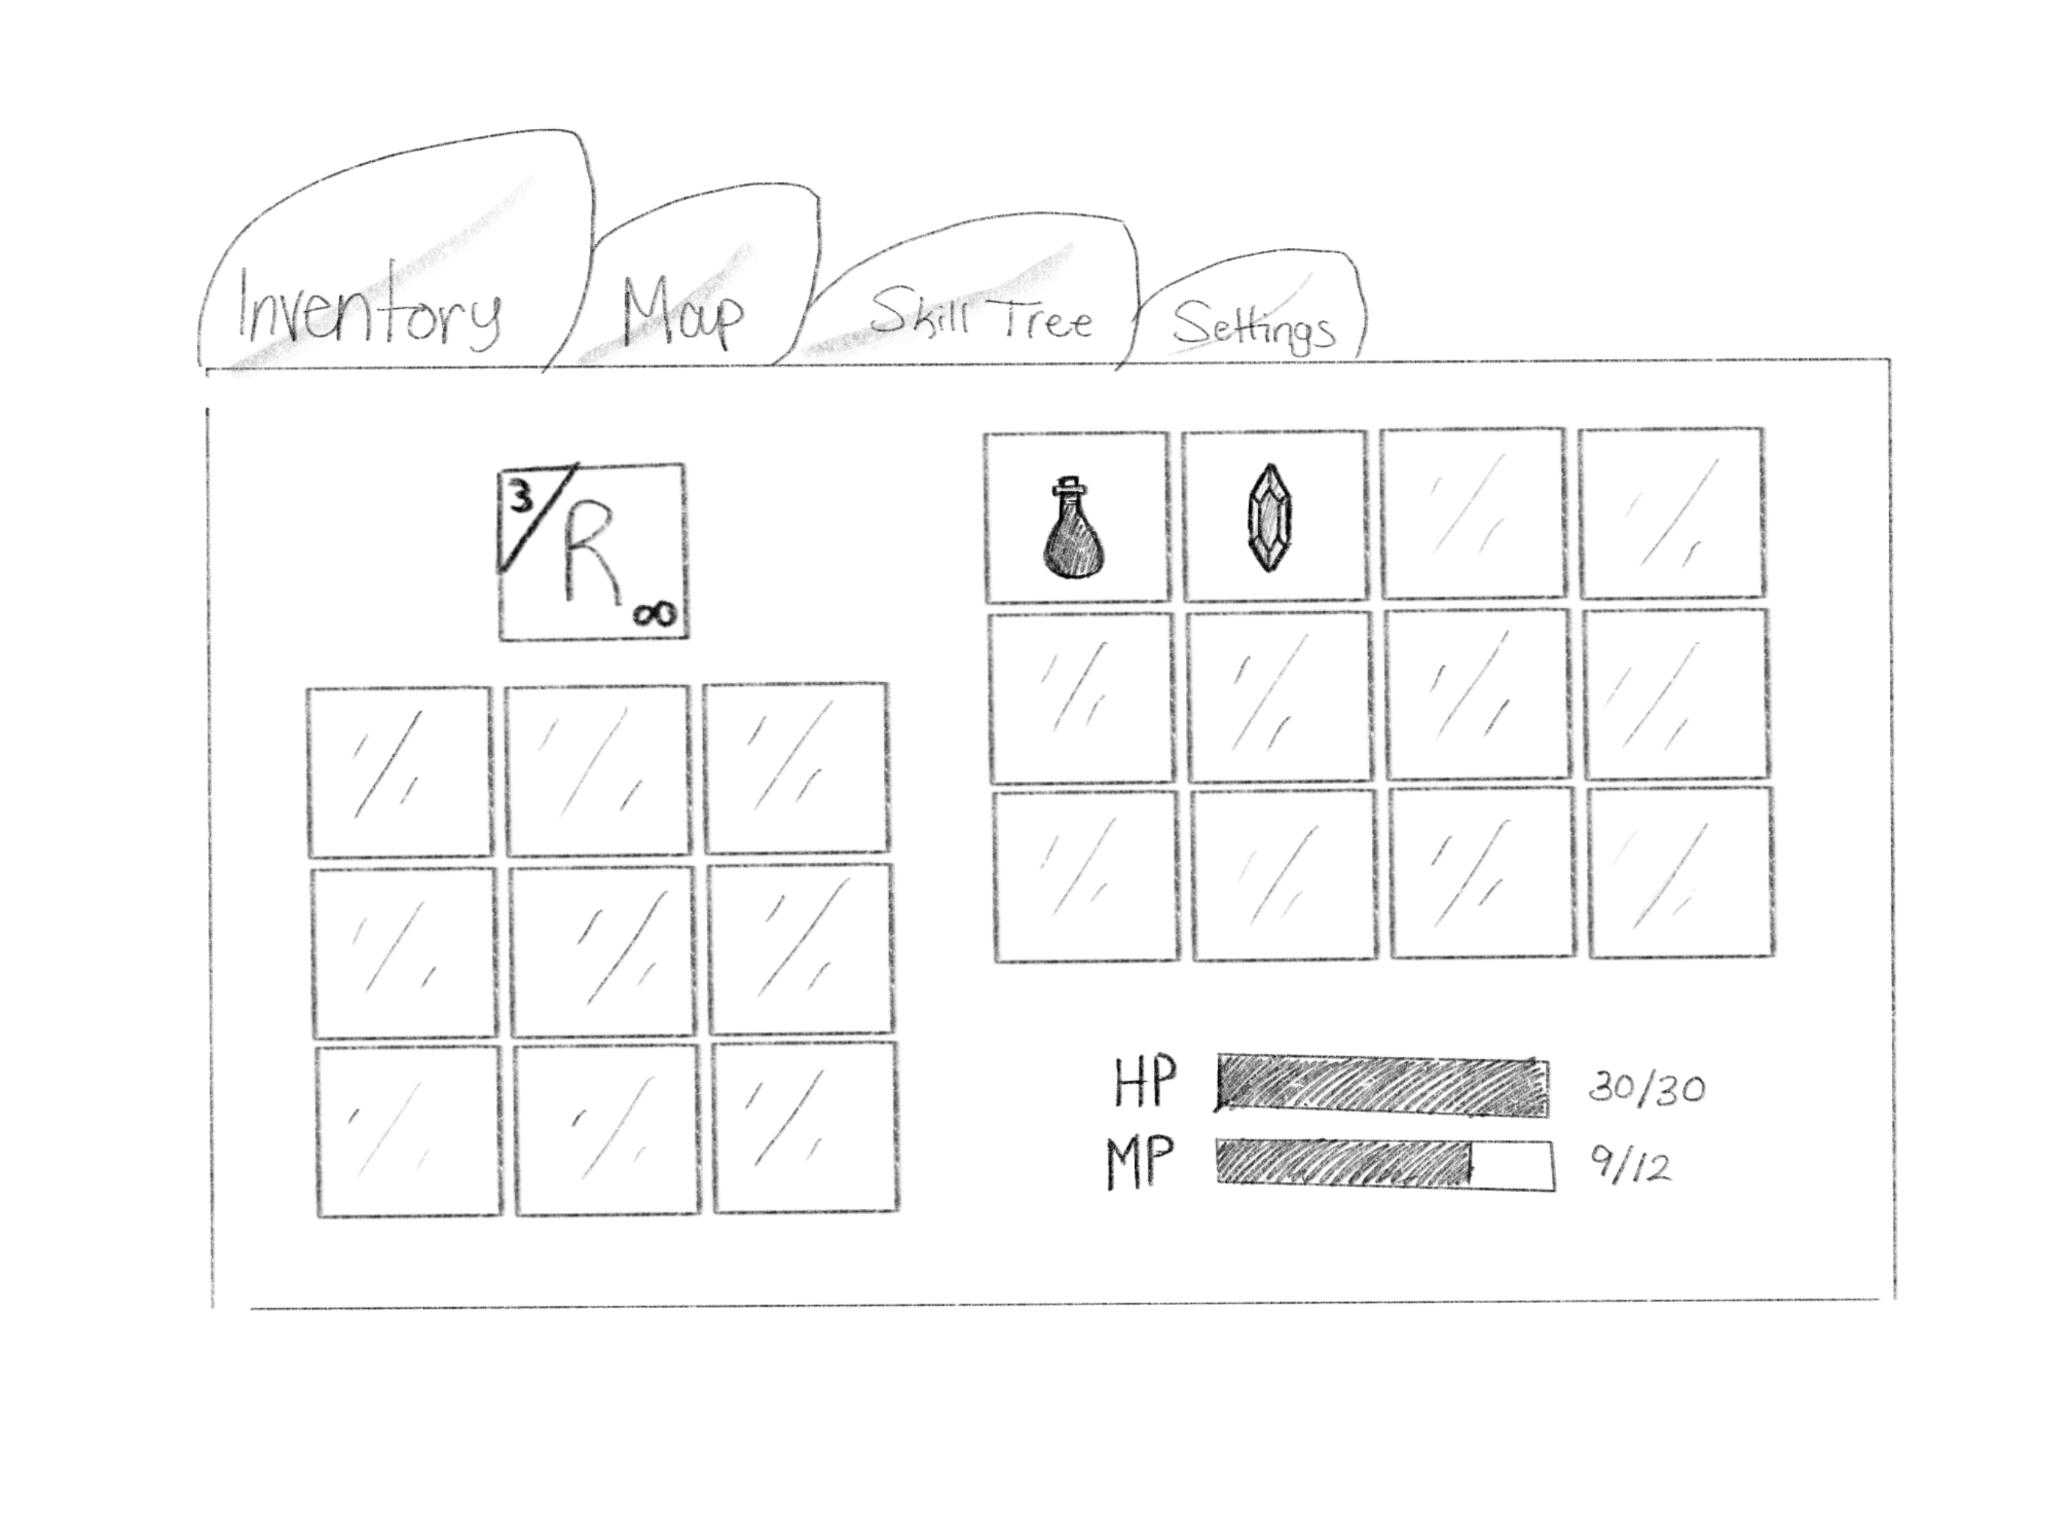 Inventory
Map
Skill Tree
Settings
3
R
∞
HP 30/30
MP 9/12